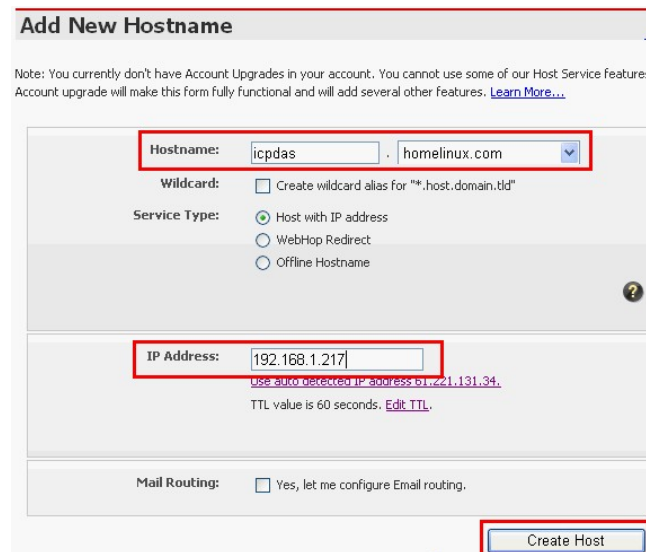 Add New Hostname
Note: You currently don't have Account Upgrades in your account. You cannot use some of our Host Service feature
Account upgrade will make this form fully functional and will add several other features. Learn More...
Hostname: icpdas . homelinux.com
Wildcard: Create wildcard alias for "*.host.domain.tld"
Service Type: Host with IP address
WebHop Redirect
Offline Hostname
?
IP Address: 192.168.1.217
Use auto detected IP address 61.221.131.34.
TTL value is 60 seconds. Edit TTL.
Mail Routing: Yes, let me configure Email routing.
Create Host